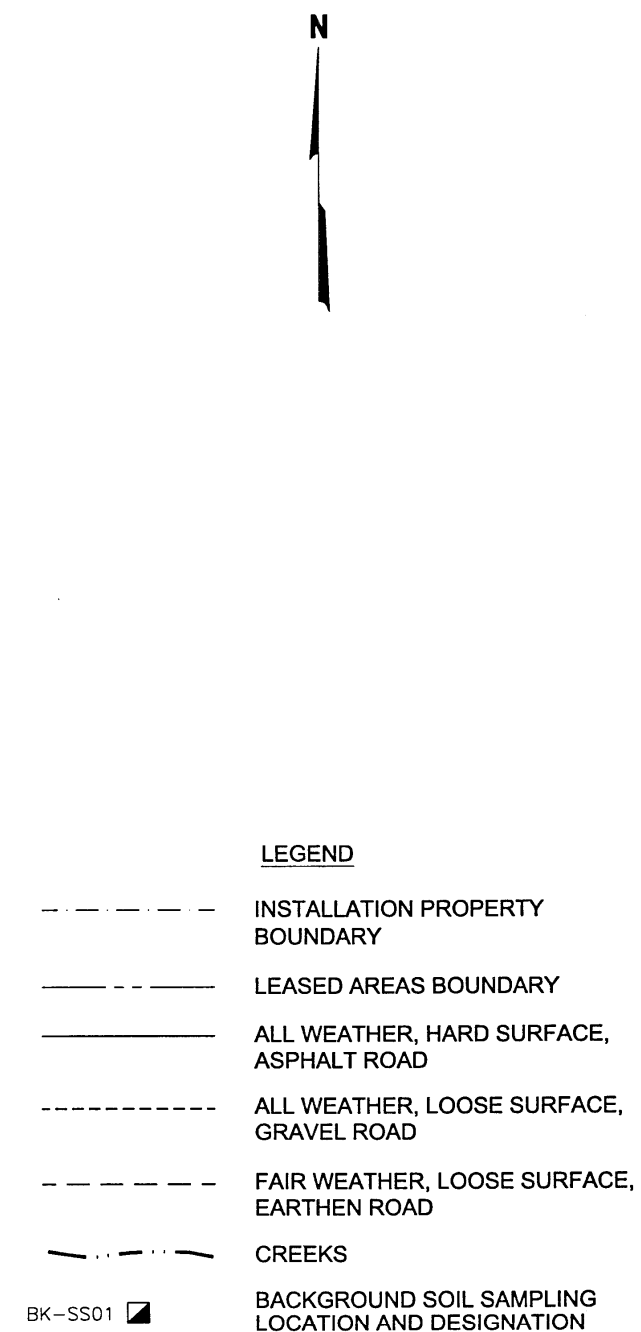 N
LEGEND
INSTALLATION PROPERTY
BOUNDARY
LEASED AREAS BOUNDARY
ALL WEATHER, HARD SURFACE,
ASPHALT ROAD
ALL WEATHER, LOOSE SURFACE,
GRAVEL ROAD
FAIR WEATHER, LOOSE SURFACE,
EARTHEN ROAD
CREEKS
BK-SS01
BACKGROUND SOIL SAMPLING
LOCATION AND DESIGNATION